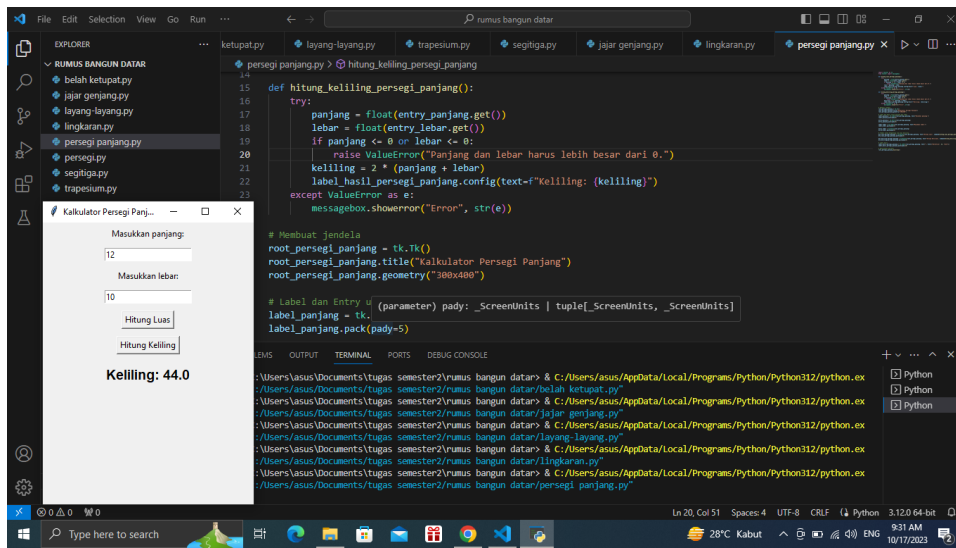 File Edit Selection View Go Run ··· rumus bangun datar
EXPLORER ···
RUMUS BANGUN DATAR
belah ketupat.py
jajar genjang.py
layang-layang.py
lingkaran.py
persegi panjang.py
persegi.py
segitiga.py
trapesium.py
ketupat.py layang-layang.py trapesium.py segitiga.py jajar genjang.py lingkaran.py persegi panjang.py
persegi panjang.py > hitung_keliling_persegi_panjang
14
15 def hitung_keliling_persegi_panjang():
16 try:
17 panjang = float(entry_panjang.get())
18 lebar = float(entry_lebar.get())
19 if panjang <= 0 or lebar <= 0:
20 raise ValueError("Panjang dan lebar harus lebih besar dari 0.")
21 keliling = 2 * (panjang + lebar)
22 label_hasil_persegi_panjang.config(text=f"Keliling: {keliling}")
23 except ValueError as e:
messagebox.showerror("Error", str(e))
# Membuat jendela
root_persegi_panjang = tk.Tk()
root_persegi_panjang.title("Kalkulator Persegi Panjang")
root_persegi_panjang.geometry("300x400")
# Label dan Entry u
(parameter) pady: _ScreenUnits | tuple[_ScreenUnits, _ScreenUnits]
label_panjang = tk.
label_panjang.pack(pady=5)
Kalkulator Persegi Panj...
Masukkan panjang:
12
Masukkan lebar:
10
Hitung Luas
Hitung Keliling
Keliling: 44.0
LEMS OUTPUT TERMINAL PORTS DEBUG CONSOLE
:\Users\asus\Documents\tugas semester2\rumus bangun datar> & C:/Users/asus/AppData/Local/Programs/Python/Python312/python.ex
:/Users/asus/Documents/tugas semester2/rumus bangun datar/belah ketupat.py"
:\Users\asus\Documents\tugas semester2\rumus bangun datar> & C:/Users/asus/AppData/Local/Programs/Python/Python312/python.ex
:/Users/asus/Documents/tugas semester2/rumus bangun datar/jajar genjang.py"
:\Users\asus\Documents\tugas semester2\rumus bangun datar> & C:/Users/asus/AppData/Local/Programs/Python/Python312/python.ex
:/Users/asus/Documents/tugas semester2/rumus bangun datar/layang-layang.py"
:\Users\asus\Documents\tugas semester2\rumus bangun datar> & C:/Users/asus/AppData/Local/Programs/Python/Python312/python.ex
:/Users/asus/Documents/tugas semester2/rumus bangun datar/lingkaran.py"
:\Users\asus\Documents\tugas semester2\rumus bangun datar> & C:/Users/asus/AppData/Local/Programs/Python/Python312/python.ex
:/Users/asus/Documents/tugas semester2/rumus bangun datar/persegi panjang.py"
Python
Python
Python
0 0 0 Ln 20, Col 51 Spaces: 4 UTF-8 CRLF Python 3.12.0 64-bit
Type here to search
28°C Kabut ENG
9:31 AM
10/17/2023
2